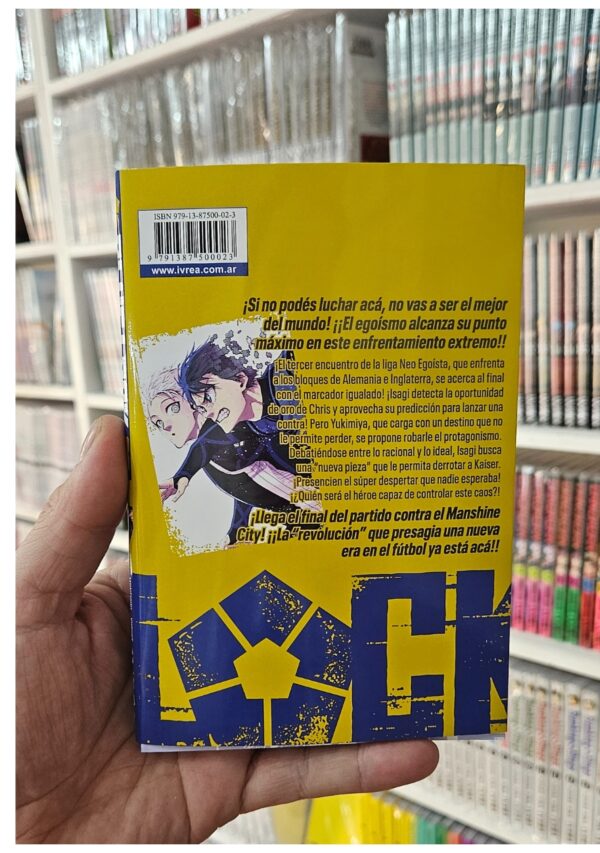 ISBN 979-13-87500-02-3
9 791387 500023
www.ivrea.com.ar
¡Si no podés luchar acá, no vas a ser el mejor
del mundo! ¡¡El egoísmo alcanza su punto
máximo en este enfrentamiento extremo!!
¡El tercer encuentro de la liga Neo Egoísta, que enfrenta
a los bloques de Alemania e Inglaterra, se acerca al final
con el marcador igualado! ¡Isagi detecta la oportunidad
de oro de Chris y aprovecha su predicción para lanzar una
contra! Pero Yukimiya, que carga con un destino que no
le permite perder, se propone robarle el protagonismo.
Debatiéndose entre lo racional y lo ideal, Isagi busca
una "nueva pieza" que le permita derrotar a Kaiser.
¡Presencien el súper despertar que nadie esperaba!
¡¿Quién será el héroe capaz de controlar este caos?!
¡Llega el final del partido contra el Manshine
City! ¡¡La "revolución" que presagia una nueva
era en el fútbol ya está acá!!
LOCK